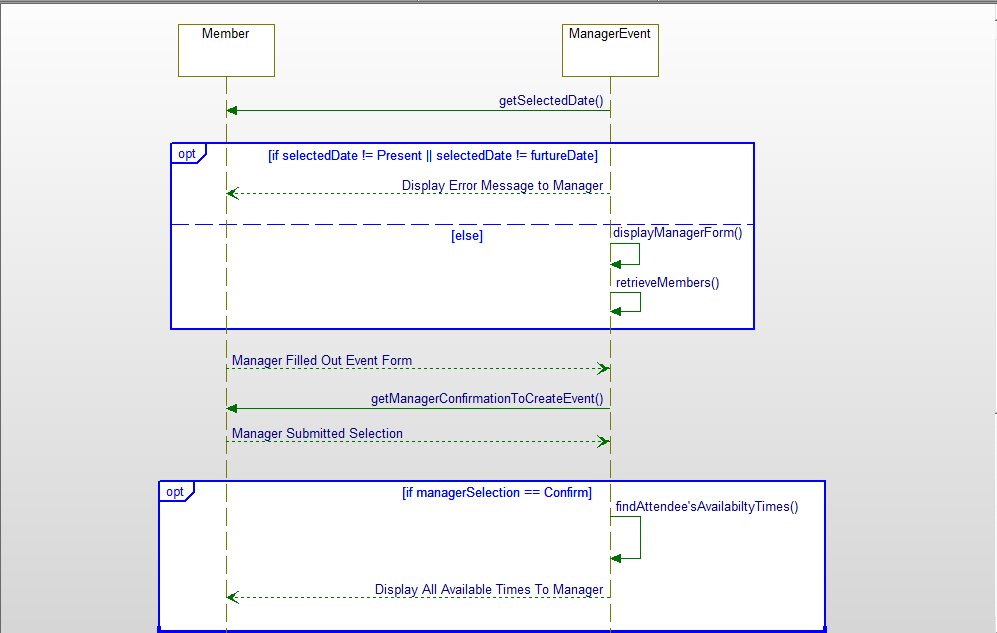 Member
ManagerEvent
getSelectedDate()
opt
[if selectedDate != Present || selectedDate != furtureDate]
Display Error Message to Manager
[else]
displayManagerForm()
retrieveMembers()
Manager Filled Out Event Form
getManagerConfirmationToCreateEvent()
Manager Submitted Selection
opt
[if managerSelection == Confirm]
findAttendee'sAvailabiltyTimes()
Display All Available Times To Manager